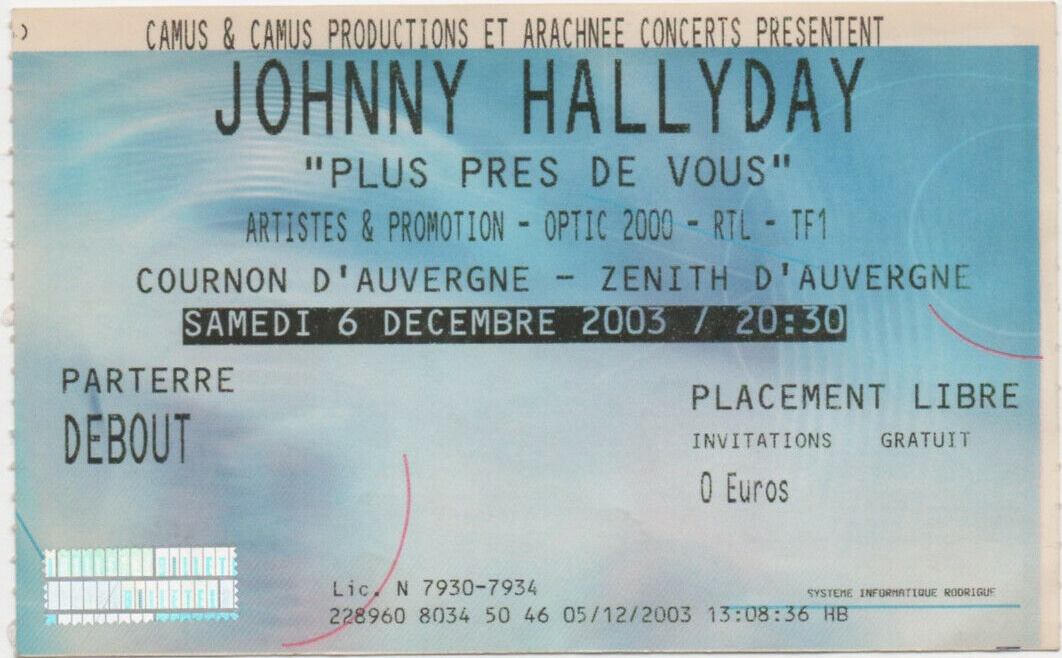 CAMUS & CAMUS PRODUCTIONS ET ARACHNEE CONCERTS PRESENTENT
JOHNNY HALLYDAY
"PLUS PRES DE VOUS"
ARTISTES & PROMOTION - OPTIC 2000 - RTL - TF1
COURNON D'AUVERGNE - ZENITH D'AUVERGNE
SAMEDI 6 DECEMBRE 2003 / 20:30
PARTERRE
DEBOUT
PLACEMENT LIBRE
INVITATIONS GRATUIT
0 Euros
Lic. N 7930-7934
SYSTEME INFORMATIQUE RODRIGUE
228960 8034 50 46 05/12/2003 13:08:36 HB